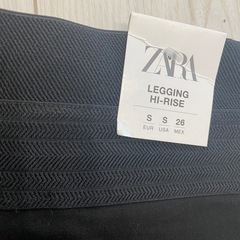 ZARA
LEGGING
HI-RISE
S S 26
EUR USA MEX